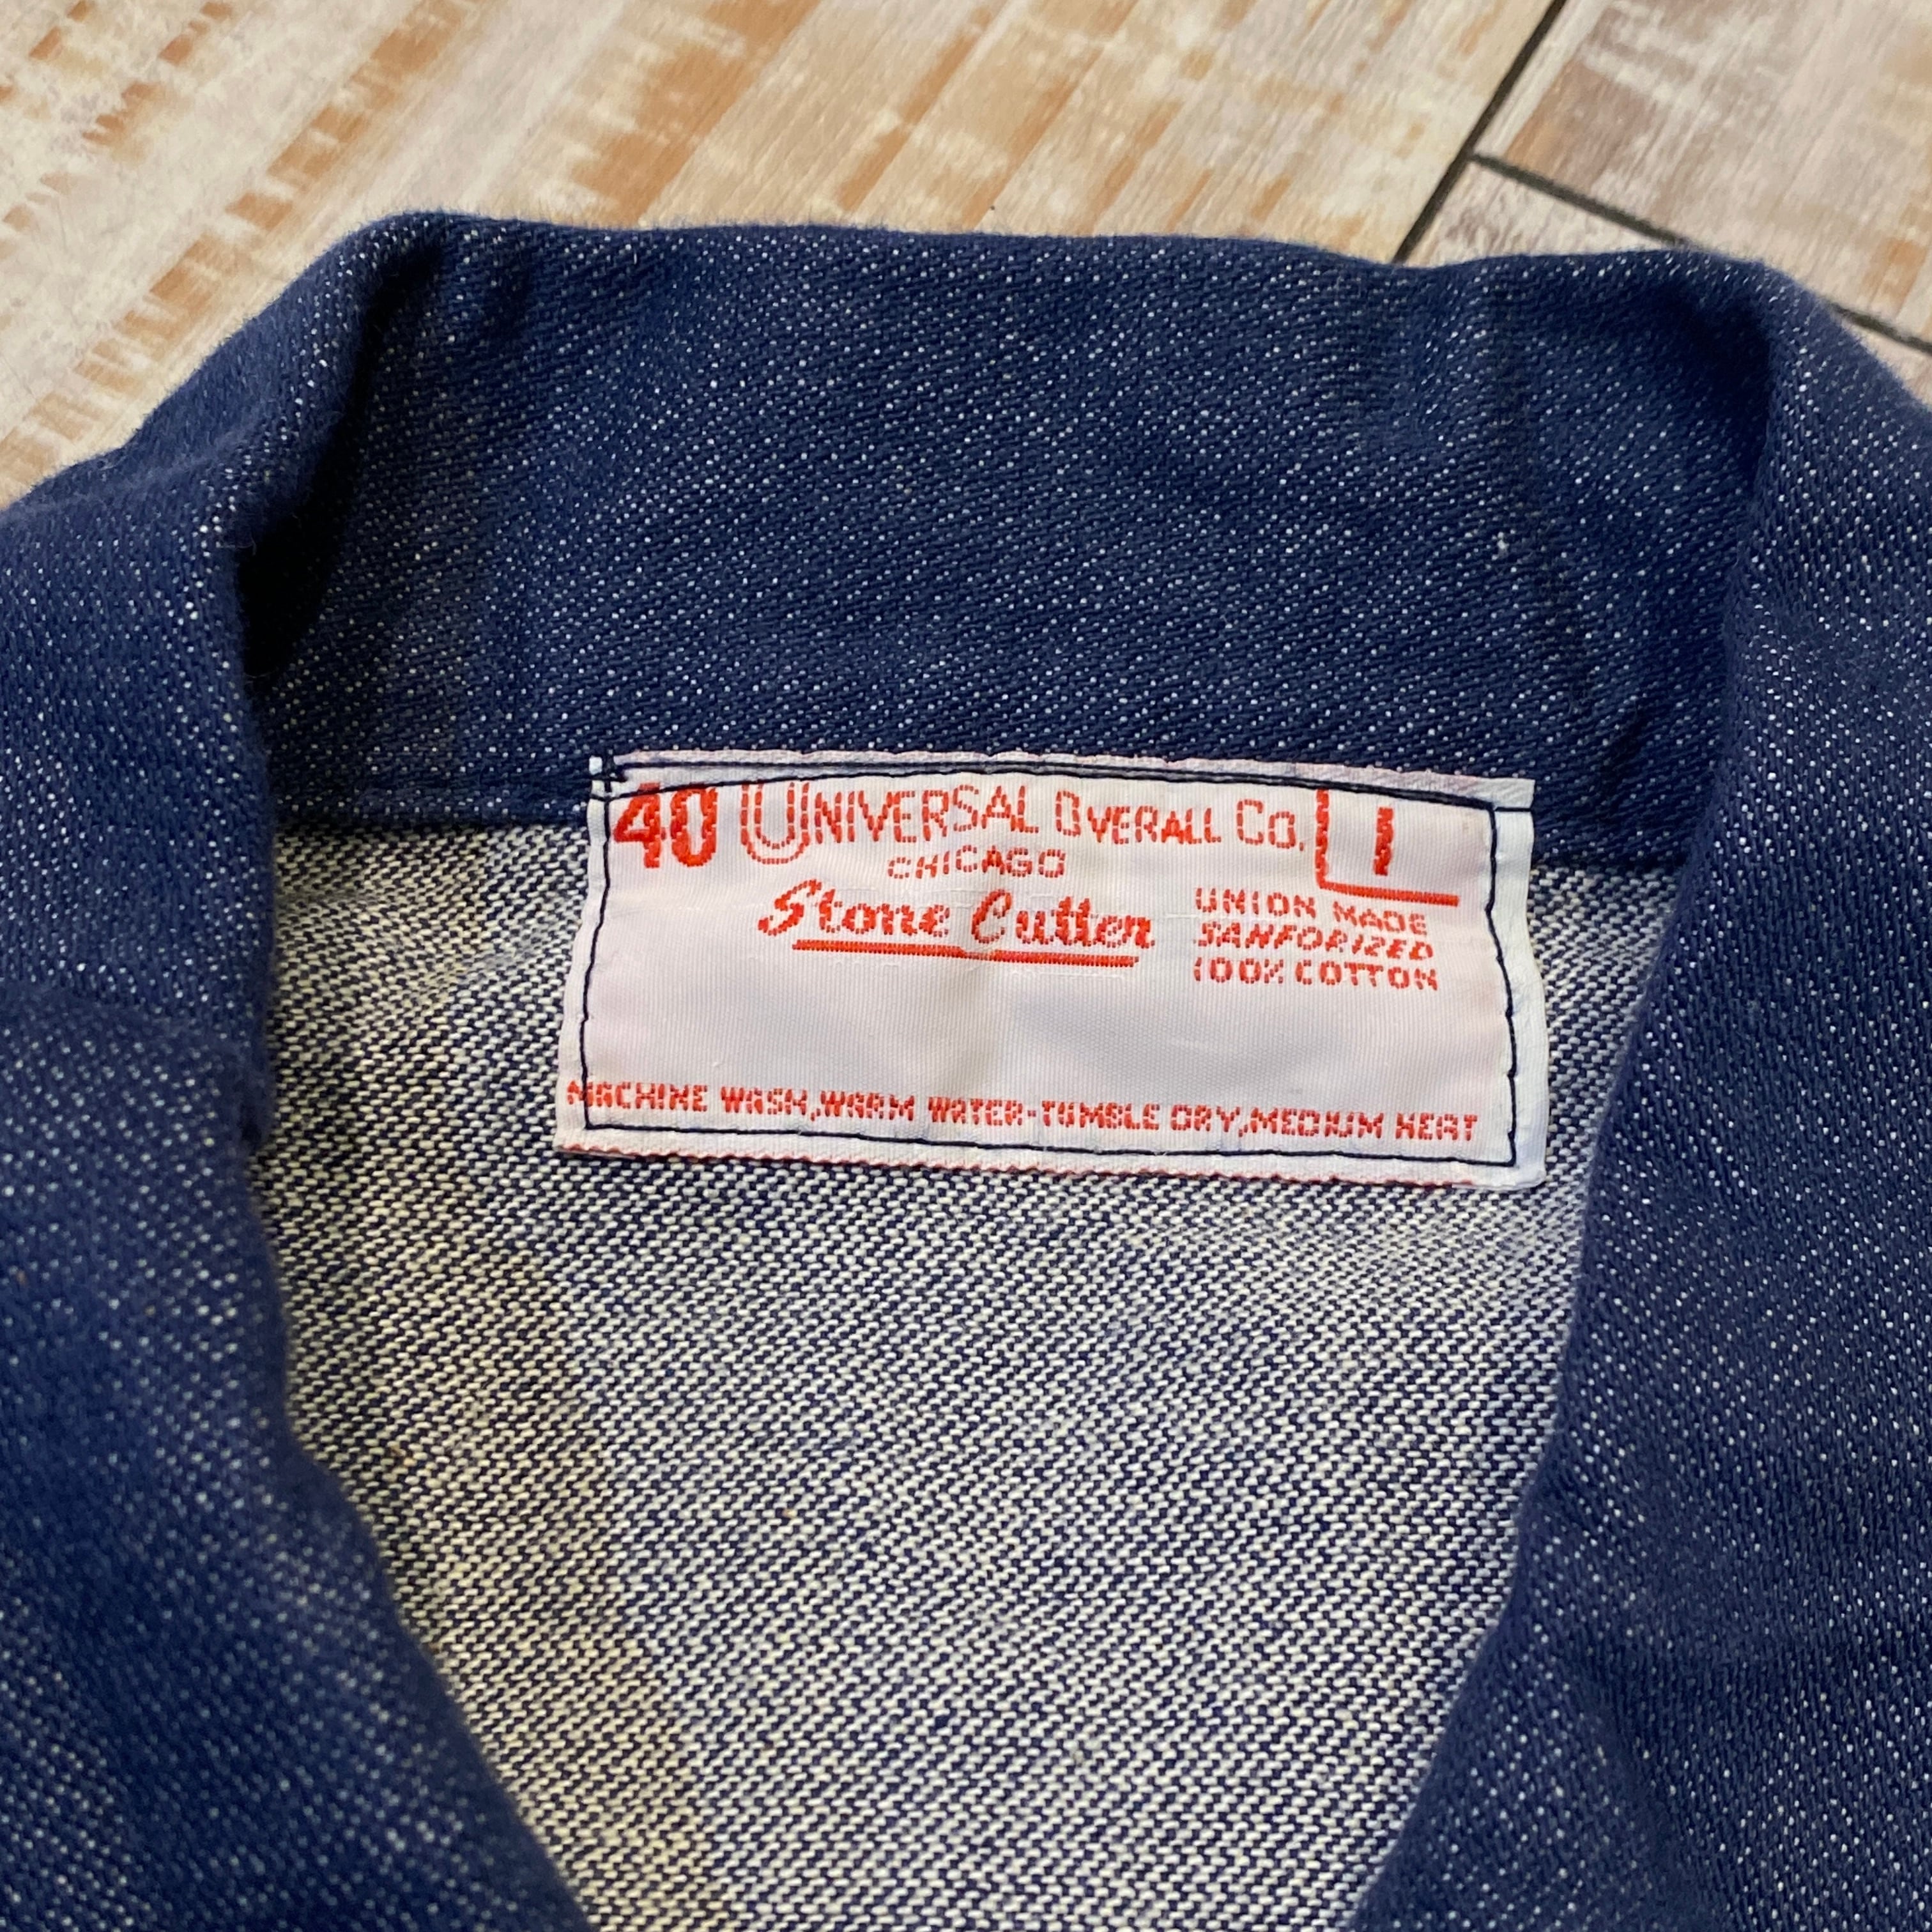 40 UNIVERSAL OVERALL CO. L
CHICAGO
Stone Cutter
UNION MADE
SANFORIZED
100% COTTON
MACHINE WASH, WARM WATER-TUMBLE DRY, MEDIUM HEAT